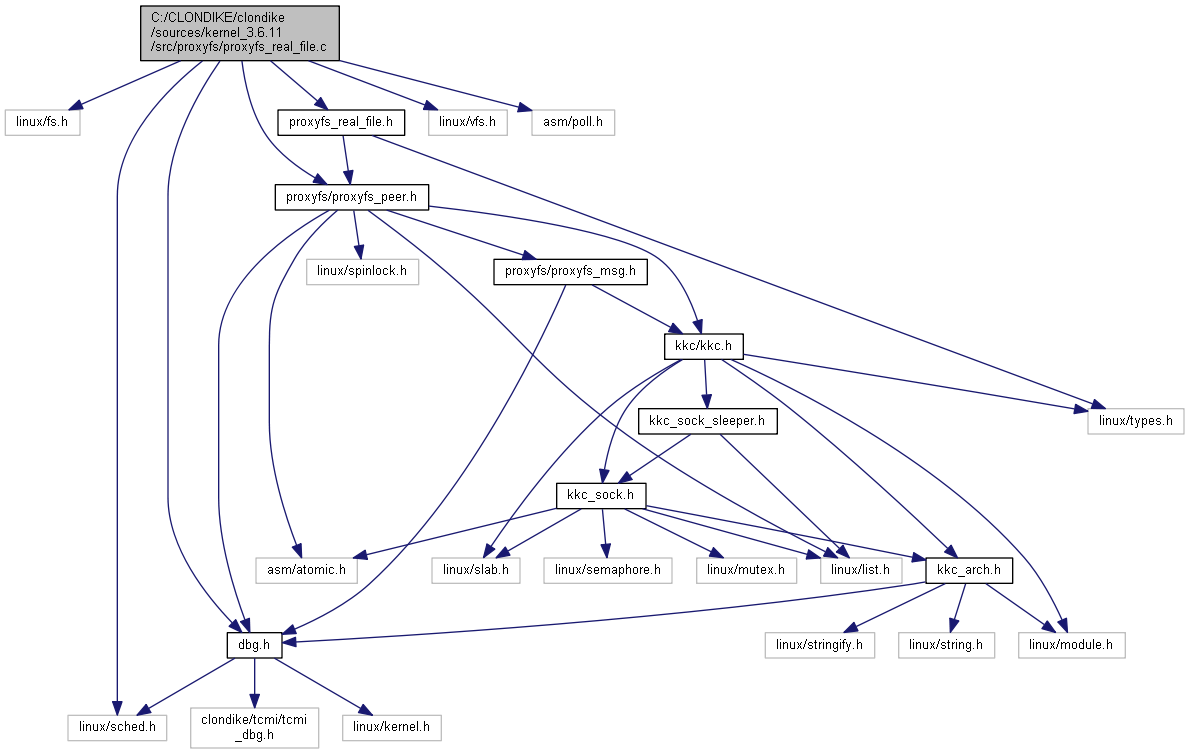 C:/CLONDIKE/clondike
/sources/kernel_3.6.11
/src/proxyfs/proxyfs_real_file.c
linux/fs.h
proxyfs_real_file.h
linux/vfs.h
asm/poll.h
proxyfs/proxyfs_peer.h
linux/spinlock.h
proxyfs/proxyfs_msg.h
kkc/kkc.h
kkc_sock_sleeper.h
linux/types.h
kkc_sock.h
asm/atomic.h
linux/slab.h
linux/semaphore.h
linux/mutex.h
linux/list.h
kkc_arch.h
dbg.h
linux/stringify.h
linux/string.h
linux/module.h
linux/sched.h
clondike/tcmi/tcmi
_dbg.h
linux/kernel.h